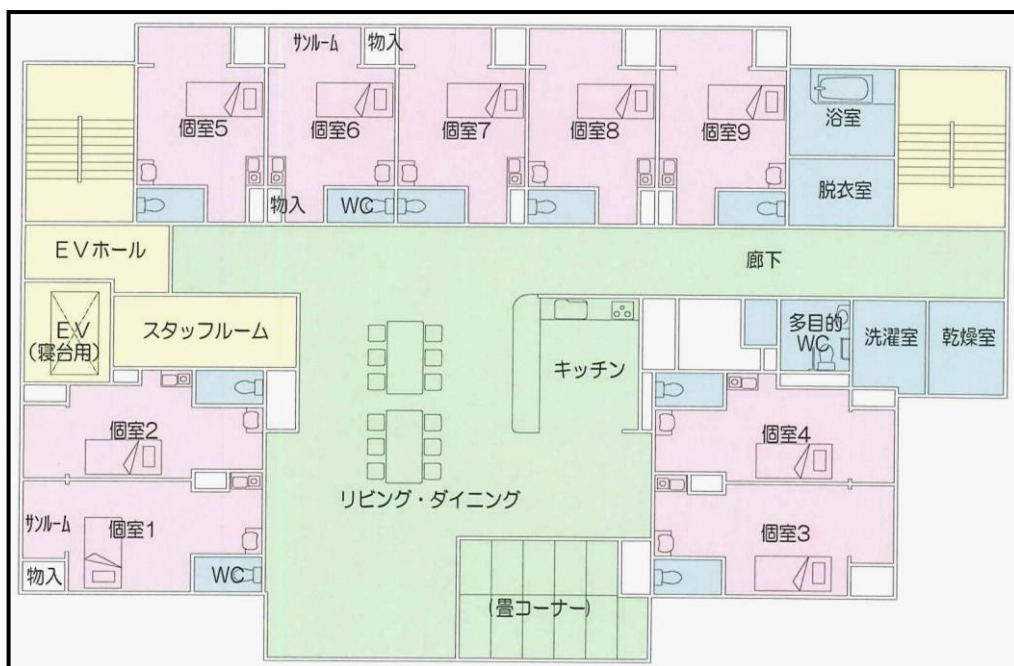 サンルーム
物入
個室5
個室6
個室7
個室8
個室9
浴室
脱衣室
物入
WC
EVホール
廊下
EV
(寝台用)
スタッフルーム
キッチン
多目的
WC
洗濯室
乾燥室
個室2
個室4
リビング・ダイニング
サンルーム
個室1
個室3
物入
WC
(畳コーナー)